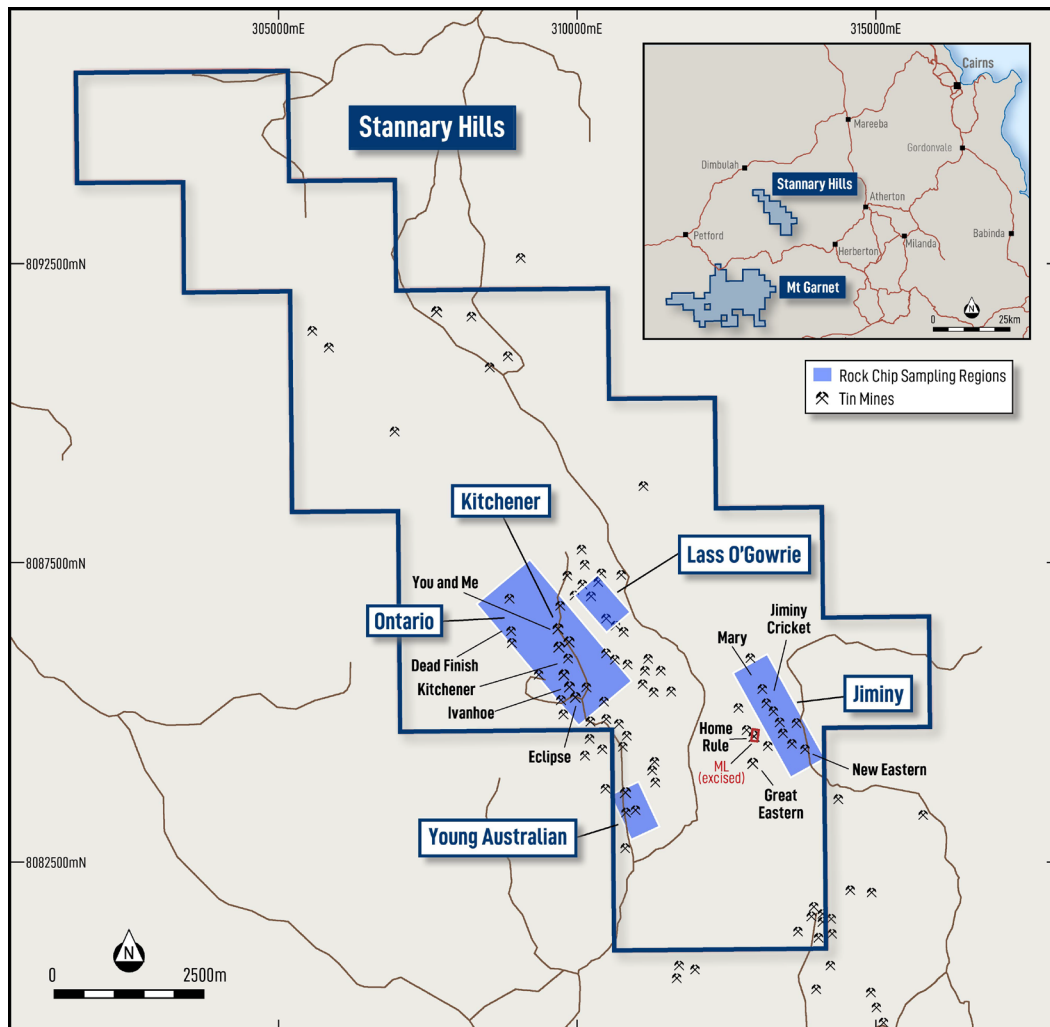 305000mE
310000mE
315000mE
Stannary Hills
Cairns
Mareeba
Gordonvale
Dimbulah
Stannary Hills
Atherton
Petford
Herberton
Milanda
Babinda
Mt Garnet
N
0
25km
8092500mN
Rock Chip Sampling Regions
Tin Mines
Kitchener
8087500mN
Lass O'Gowrie
You and Me
Ontario
Jiminy
Cricket
Mary
Dead Finish
Kitchener
Jiminy
Ivanhoe
Home
Rule
Eclipse
ML
(excised)
New Eastern
Great
Eastern
Young Australian
8082500mN
N
0
2500m